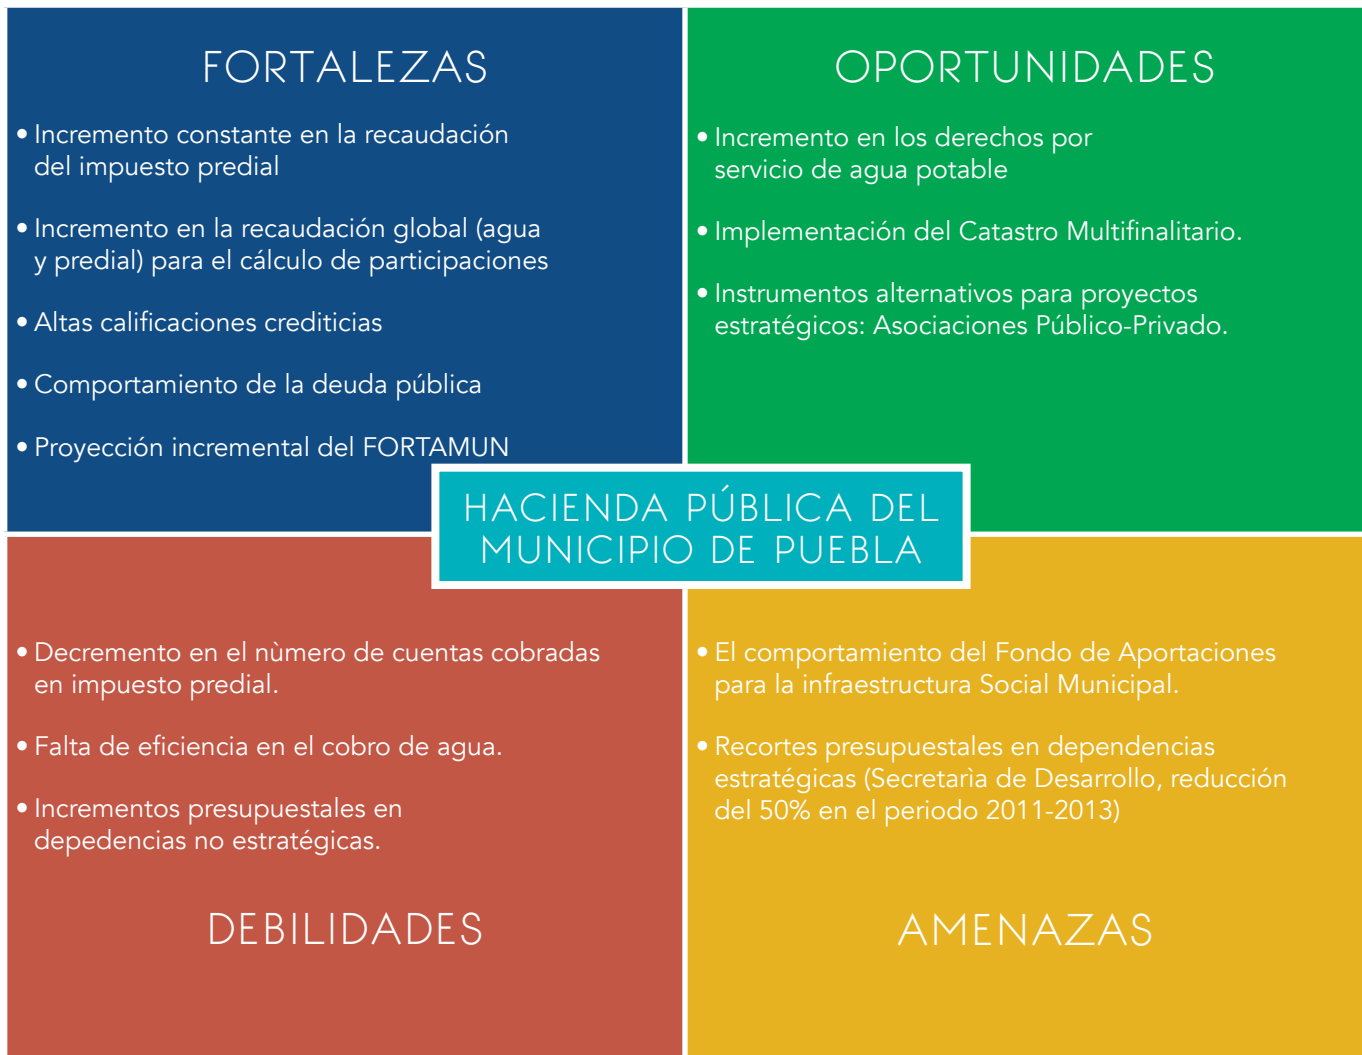 FORTALEZAS
• Incremento constante en la recaudación
del impuesto predial
• Incremento en la recaudación global (agua
y predial) para el cálculo de participaciones
• Altas calificaciones crediticias
• Comportamiento de la deuda pública
• Proyección incremental del FORTAMUN
OPORTUNIDADES
• Incremento en los derechos por
servicio de agua potable
• Implementación del Catastro Multifinalitario.
• Instrumentos alternativos para proyectos
estratégicos: Asociaciones Público-Privado.
HACIENDA PÚBLICA DEL
MUNICIPIO DE PUEBLA
• Decremento en el nùmero de cuentas cobradas
en impuesto predial.
• Falta de eficiencia en el cobro de agua.
• Incrementos presupuestales en
depedencias no estratégicas.
DEBILIDADES
• El comportamiento del Fondo de Aportaciones
para la infraestructura Social Municipal.
• Recortes presupuestales en dependencias
estratégicas (Secretarìa de Desarrollo, reducción
del 50% en el periodo 2011-2013)
AMENAZAS